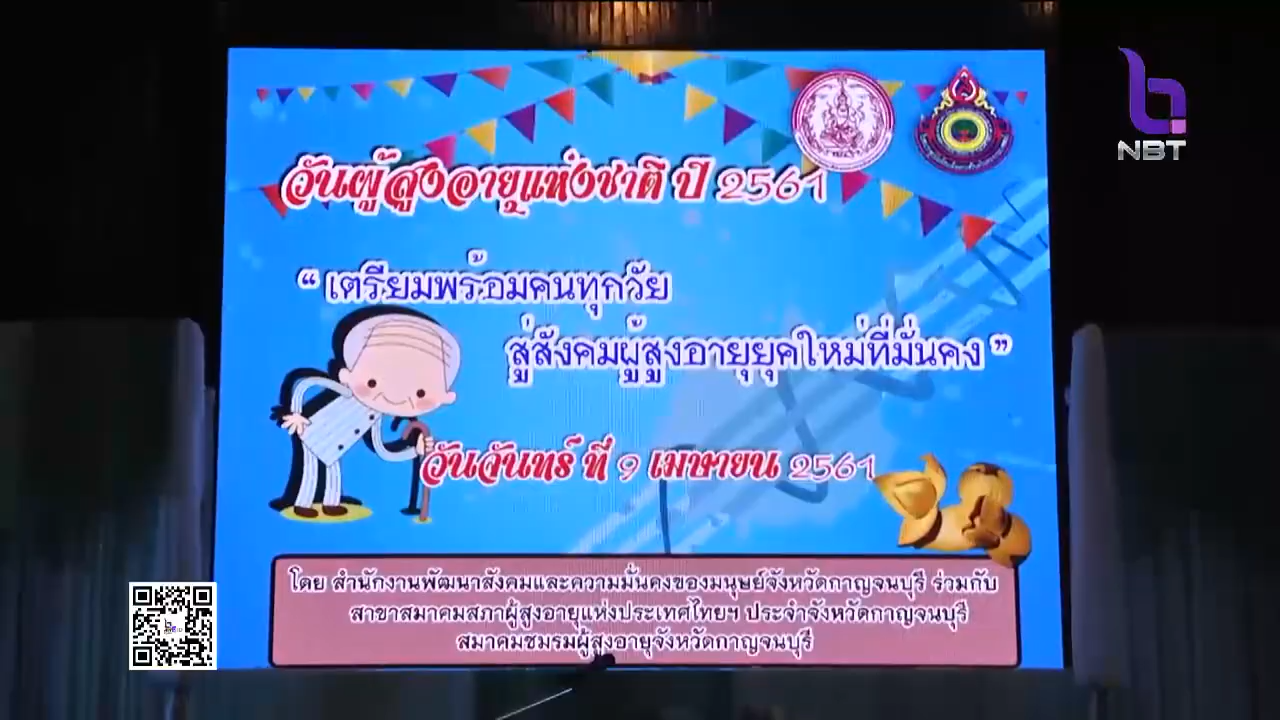 วันผู้สูงอายุแห่งชาติ ปี 2561
NBT
“ เตรียมพร้อมคนทุกวัย
สู่สังคมผู้สูงอายุยุคใหม่ที่มั่นคง ”
วันจันทร์ ที่ 9 เมษายน 2561
โดย สำนักงานพัฒนาสังคมและความมั่นคงของมนุษย์จังหวัดกาญจนบุรี ร่วมกับ
สาขาสมาคมสภาผู้สูงอายุแห่งประเทศไทยฯ ประจำจังหวัดกาญจนบุรี
สมาคมชมรมผู้สูงอายุจังหวัดกาญจนบุรี